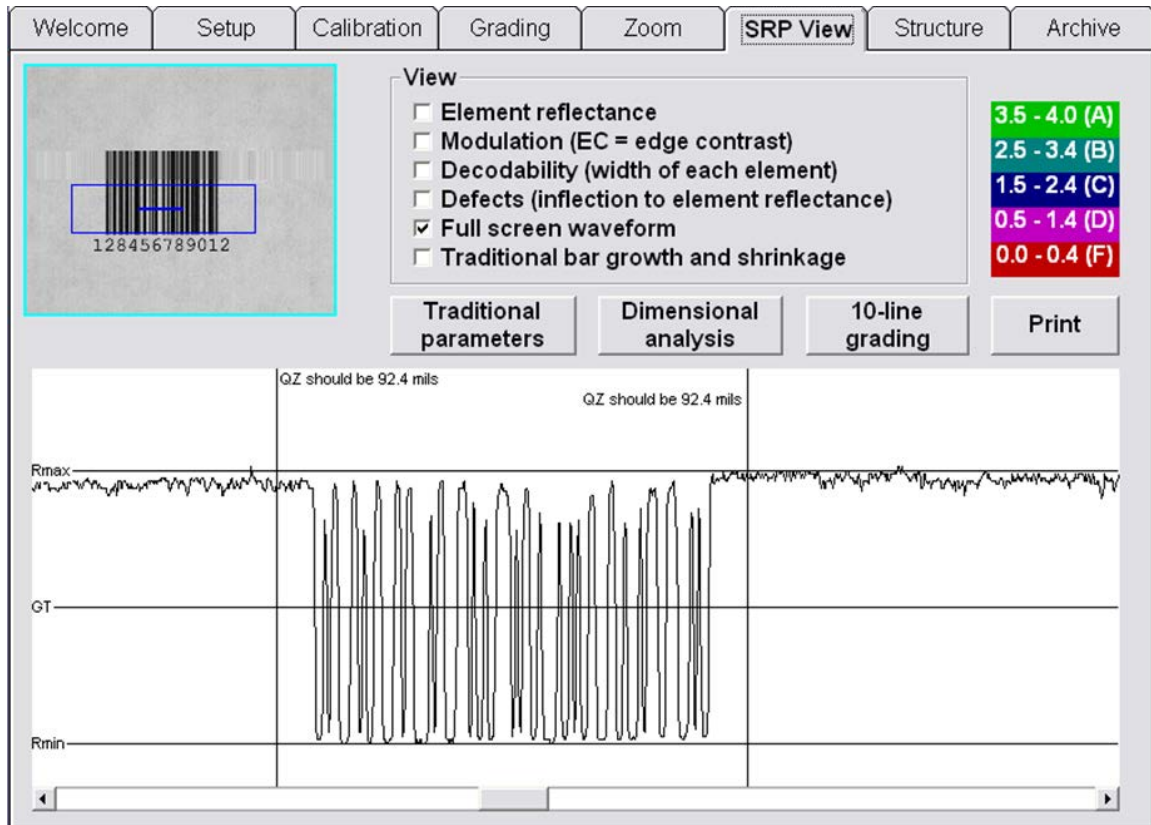 Welcome Setup Calibration Grading Zoom SRP View Structure Archive
128456789012
View
Element reflectance
Modulation (EC = edge contrast)
Decodability (width of each element)
Defects (inflection to element reflectance)
Full screen waveform
Traditional bar growth and shrinkage
3.5 - 4.0 (A)
2.5 - 3.4 (B)
1.5 - 2.4 (C)
0.5 - 1.4 (D)
0.0 - 0.4 (F)
Traditional parameters
Dimensional analysis
10-line grading
Print
QZ should be 92.4 mils
QZ should be 92.4 mils
Rmax
GT
Rmin